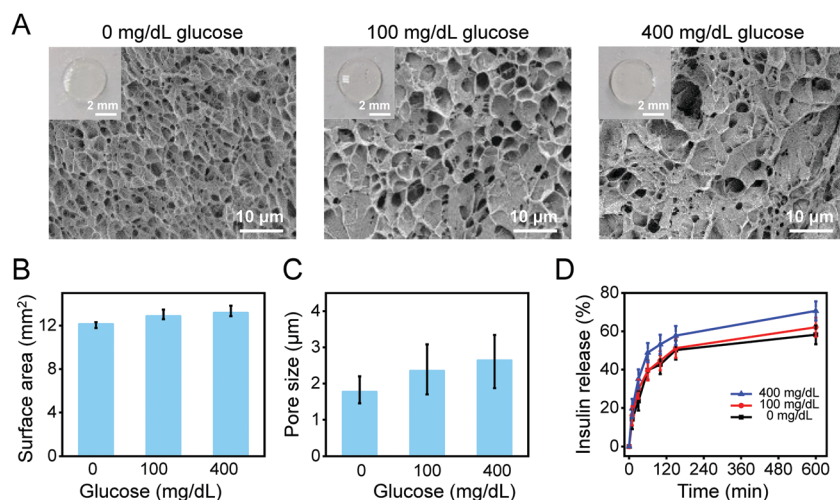 A
0 mg/dL glucose
100 mg/dL glucose
400 mg/dL glucose
2 mm
2 mm
2 mm
10 μm
10 μm
10 μm
B
C
D
Surface area (mm²)
12
8
4
0
0
100
400
Glucose (mg/dL)
Pore size (μm)
4
3
2
1
0
0
100
400
Glucose (mg/dL)
Insulin release (%)
80
60
40
20
0
400 mg/dL
100 mg/dL
0 mg/dL
0 120 240 360 480 600
Time (min)